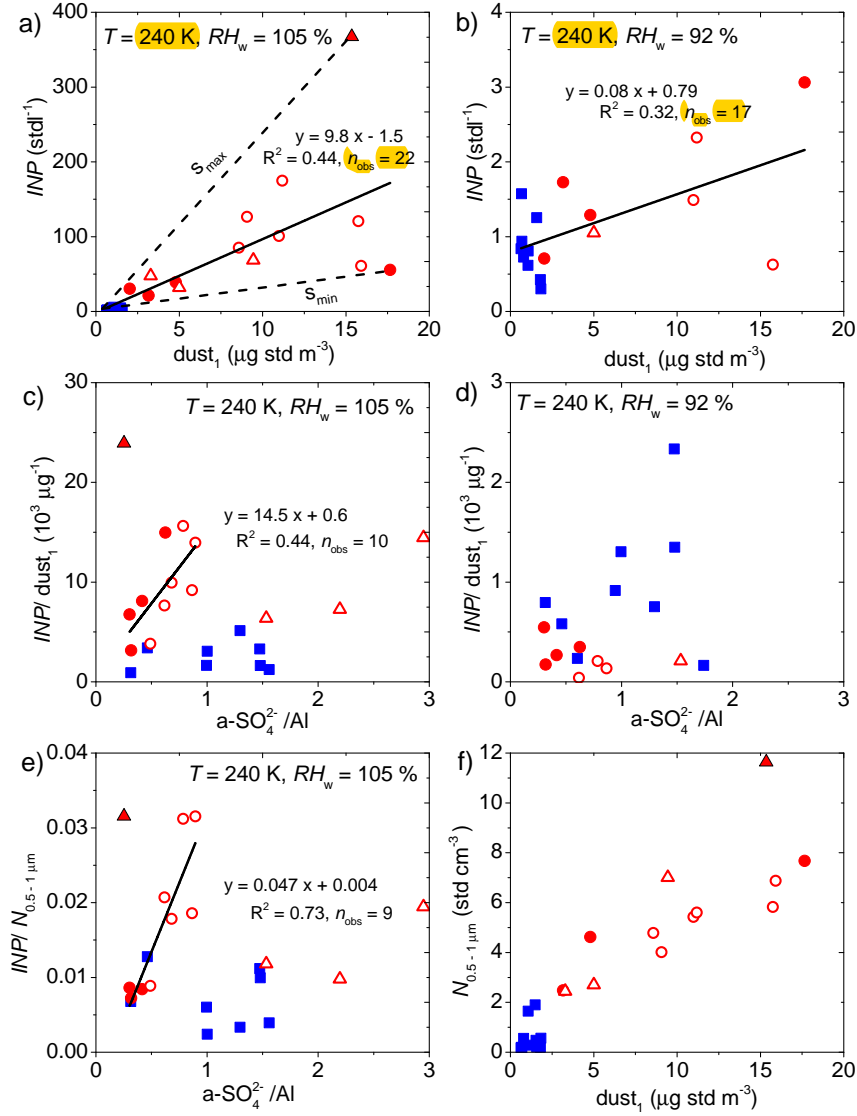 a)
T = 240 K, RHw = 105 %
400
300
200
100
0
INP (stdl-1)
smax
y = 9.8 x - 1.5
R2 = 0.44, nobs = 22
smin
0 5 10 15 20
dust1 (μg std m-3)
b)
T = 240 K, RHw = 92 %
4
3
2
1
0
INP (stdl-1)
y = 0.08 x + 0.79
R2 = 0.32, nobs = 17
0 5 10 15 20
dust1 (μg std m-3)
c)
T = 240 K, RHw = 105 %
30
20
10
0
INP/ dust1 (10³ μg-1)
y = 14.5 x + 0.6
R2 = 0.44, nobs = 10
0 1 2 3
a-SO42-/Al
d)
T = 240 K, RHw = 92 %
3
2
1
0
INP/ dust1 (10³ μg-1)
0 1 2 3
a-SO42-/Al
e)
T = 240 K, RHw = 105 %
0.04
0.03
0.02
0.01
0.00
INP/ N0.5 - 1 μm
y = 0.047 x + 0.004
R2 = 0.73, nobs = 9
0 1 2 3
a-SO42-/Al
f)
12
10
8
6
4
2
0
N0.5 - 1 μm (std cm-3)
0 5 10 15 20
dust1 (μg std m-3)